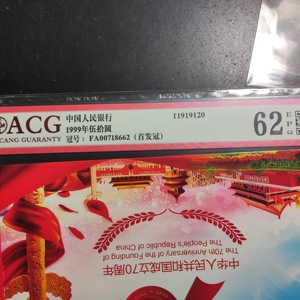 ACG
CANG GUARANTY
中国人民银行
1999年伍拾圆
冠号：FA00718662（首发冠）
11919120
62
EPQ
中华人民共和国成立70周年
The 70th Anniversary of the Founding of
The People's Republic of China